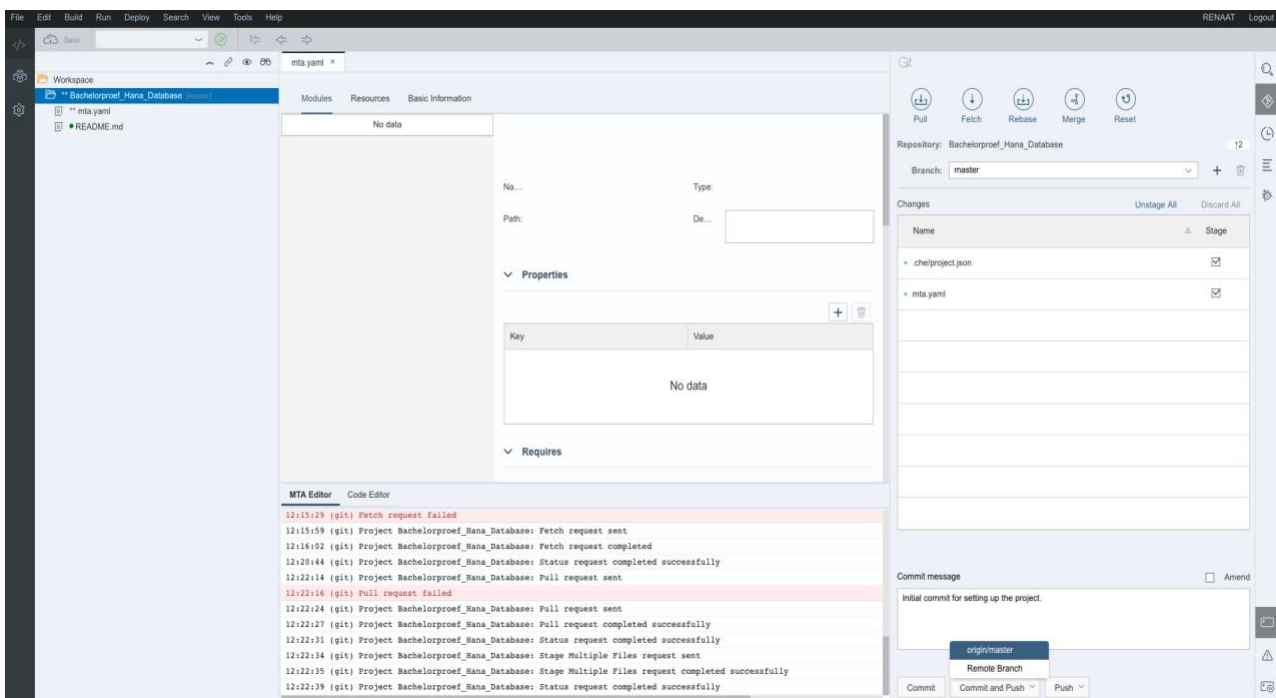 File Edit Build Run Deploy Search View Tools Help RENAAT Logout
Save
mta.yaml ×
Git
Workspace
** Bachelorproef_Hana_Database [master]
** mta.yaml
README.md
Modules Resources Basic Information
No data
Na... Type:
Path: De...
Properties
Key Value
No data
Requires
MTA Editor Code Editor
12:15:29 (git) Fetch request failed
12:15:59 (git) Project Bachelorproef_Hana_Database: Fetch request sent
12:16:02 (git) Project Bachelorproef_Hana_Database: Fetch request completed
12:20:44 (git) Project Bachelorproef_Hana_Database: Status request completed successfully
12:22:14 (git) Project Bachelorproef_Hana_Database: Pull request sent
12:22:16 (git) Pull request failed
12:22:24 (git) Project Bachelorproef_Hana_Database: Pull request sent
12:22:27 (git) Project Bachelorproef_Hana_Database: Pull request completed successfully
12:22:31 (git) Project Bachelorproef_Hana_Database: Status request completed successfully
12:22:34 (git) Project Bachelorproef_Hana_Database: Stage Multiple Files request sent
12:22:35 (git) Project Bachelorproef_Hana_Database: Stage Multiple Files request completed successfully
12:22:39 (git) Project Bachelorproef_Hana_Database: Status request completed successfully
Pull Fetch Rebase Merge Reset
Repository: Bachelorproef_Hana_Database ↑2
Branch: master
Changes Unstage All Discard All
Name Stage
.che/project.json
mta.yaml
Commit message Amend
Initial commit for setting up the project.
origin/master
Remote Branch
Commit Commit and Push Push